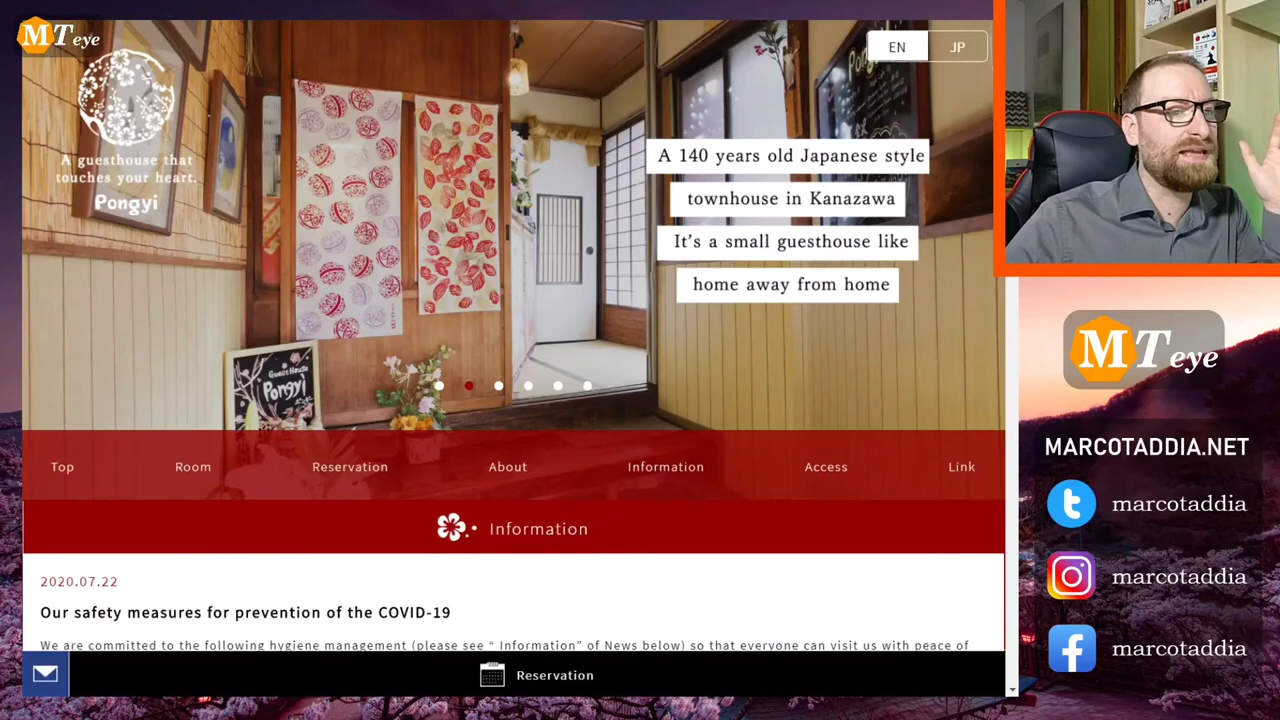 MT eye
EN
JP
A guesthouse that
touches your heart.
Pongyi
A 140 years old Japanese style
townhouse in Kanazawa
It's a small guesthouse like
home away from home
GuestHouse
Pongyi
Top
Room
Reservation
About
Information
Access
Link
Information
2020.07.22
Our safety measures for prevention of the COVID-19
We are committed to the following hygiene management (please see “ Information” of News below) so that everyone can visit us with peace of
Reservation
MT eye
MARCOTADDIA.NET
marcotaddia
marcotaddia
marcotaddia